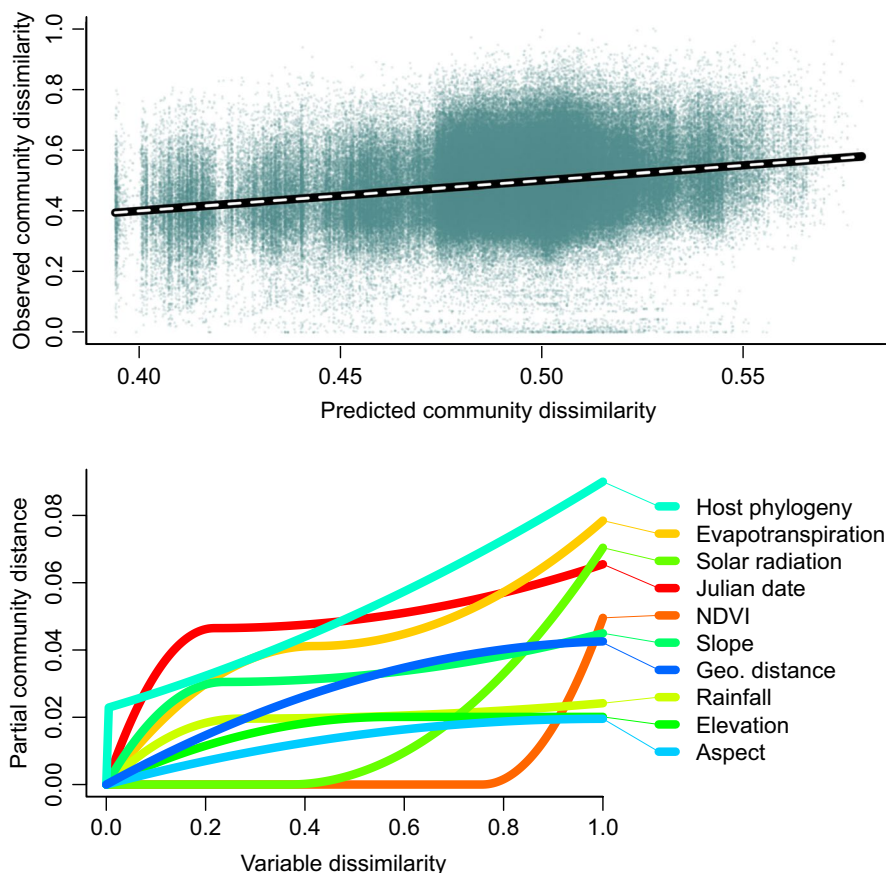 Observed community dissimilarity
1.0
0.8
0.6
0.4
0.2
0.0
0.40 0.45 0.50 0.55
Predicted community dissimilarity
Partial community distance
0.08
0.06
0.04
0.02
0.00
0.0 0.2 0.4 0.6 0.8 1.0
Variable dissimilarity
Host phylogeny
Evapotranspiration
Solar radiation
Julian date
NDVI
Slope
Geo. distance
Rainfall
Elevation
Aspect